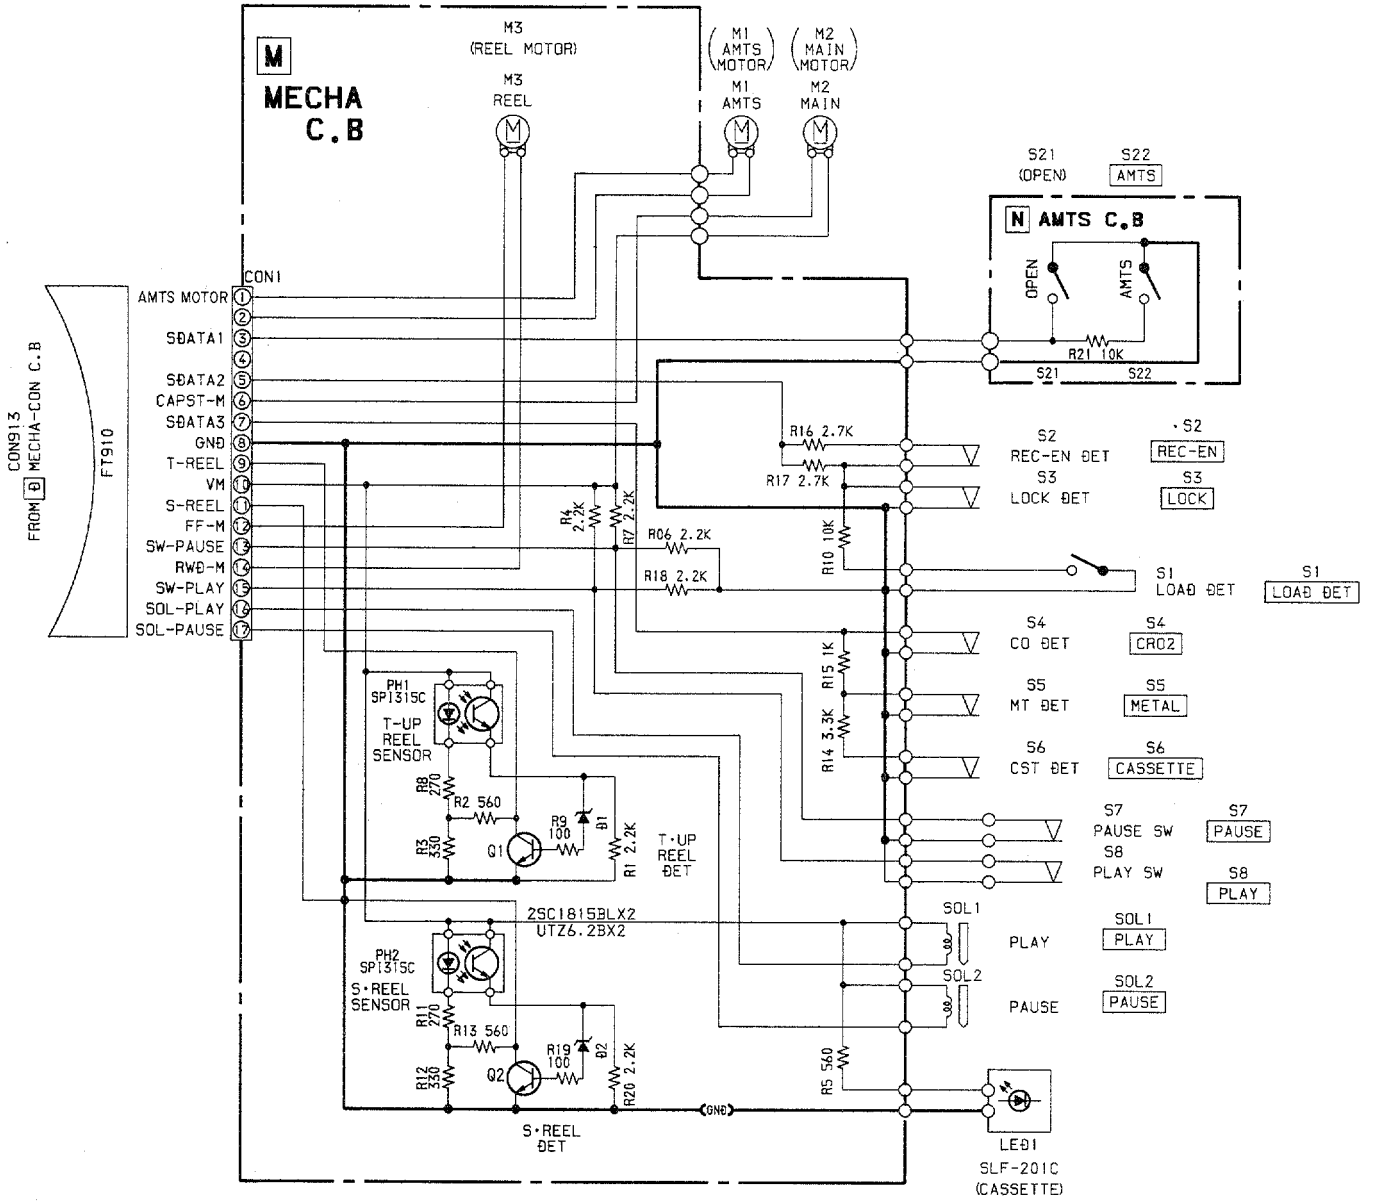 M3
(REEL MOTOR)
M3
REEL
M
M1
AMTS
MOTOR
M1
AMTS
M
M2
MAIN
MOTOR
M2
MAIN
M
M
MECHA
C.B
S21
(OPEN)
S22
AMTS
N AMTS C.B
OPEN
AMTS
R21 10K
S21
S22
CON1
CON913
FROM D MECHA-CON C.B
FT910
AMTS MOTOR 1
2
SDATA1 3
4
SDATA2 5
CAPST-M 6
SDATA3 7
GND 8
T-REEL 9
VM 10
S-REEL 11
FF-M 12
SW-PAUSE 13
RWD-M 14
SW-PLAY 15
SOL-PLAY 16
SOL-PAUSE 17
R16 2.7K
R17 2.7K
R4
2.2K
R7 2.2K
R06 2.2K
R18 2.2K
R10 10K
R15 1K
R14 3.3K
S2
REC-EN DET
S2
REC-EN
S3
LOCK DET
S3
LOCK
S1
LOAD DET
S1
LOAD DET
S4
CO DET
S4
CRO2
S5
MT DET
S5
METAL
S6
CST DET
S6
CASSETTE
S7
PAUSE SW
S7
PAUSE
S8
PLAY SW
S8
PLAY
PH1
SPI315C
T-UP
REEL
SENSOR
R8
270
R2 560
R3
330
Q1
R9
100
D1
R1 2.2K
T·UP
REEL
DET
2SC1815BLX2
UTZ6.2BX2
PH2
SPI315C
S·REEL
SENSOR
R11
270
R13 560
R12
330
Q2
R19
100
D2
R20 2.2K
S·REEL
DET
(GND)
SOL1
PLAY
SOL1
PLAY
SOL2
PAUSE
SOL2
PAUSE
R5 560
LED1
SLF-201C
(CASSETTE)